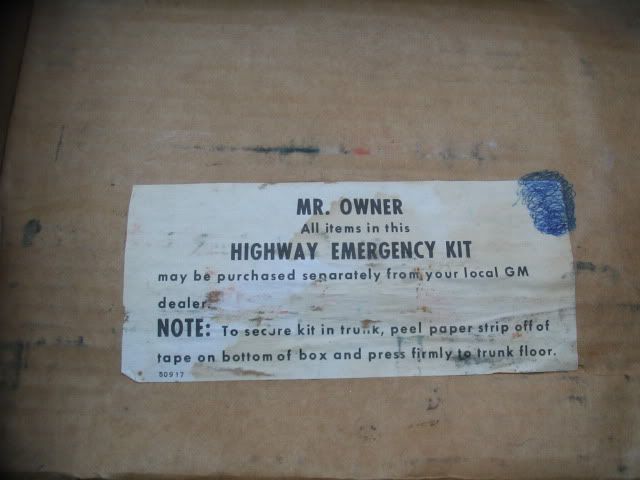 MR. OWNER
All items in this
HIGHWAY EMERGENCY KIT
may be purchased separately from your local GM
dealer.
NOTE: To secure kit in trunk, peel paper strip off of
tape on bottom of box and press firmly to trunk floor.
50917